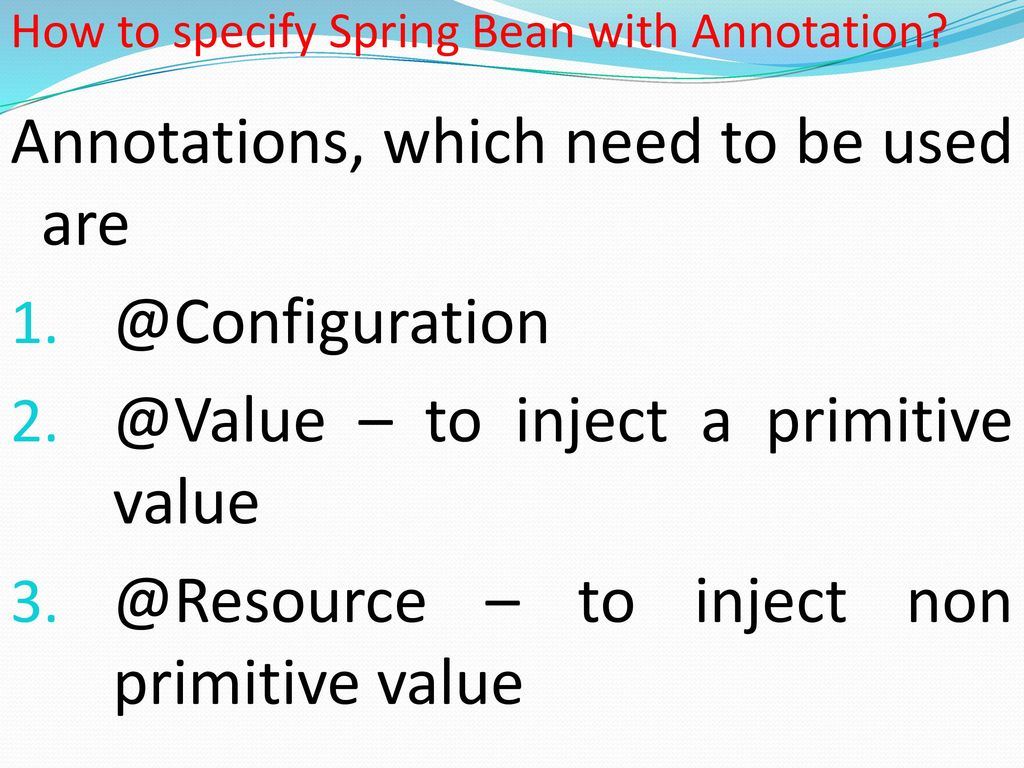 How to specify Spring Bean with Annotation?
Annotations, which need to be used
are
1. @Configuration
2. @Value – to inject a primitive
value
3. @Resource – to inject non
primitive value